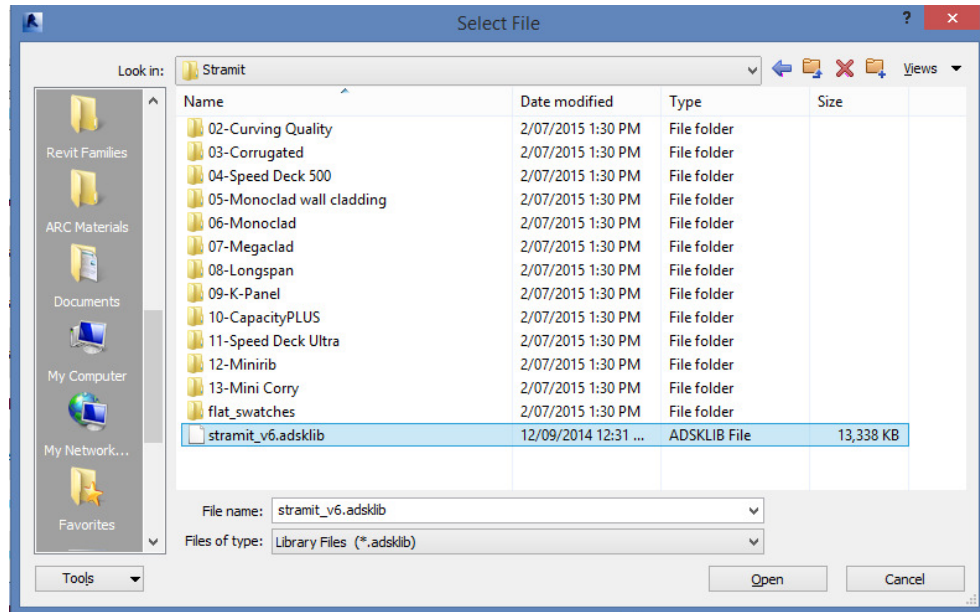 Select File
?
×
Look in:
Stramit
Views
Name
Date modified
Type
Size
02-Curving Quality
2/07/2015 1:30 PM
File folder
03-Corrugated
2/07/2015 1:30 PM
File folder
04-Speed Deck 500
2/07/2015 1:30 PM
File folder
05-Monoclad wall cladding
2/07/2015 1:30 PM
File folder
06-Monoclad
2/07/2015 1:30 PM
File folder
07-Megaclad
2/07/2015 1:30 PM
File folder
08-Longspan
2/07/2015 1:30 PM
File folder
09-K-Panel
2/07/2015 1:30 PM
File folder
10-CapacityPLUS
2/07/2015 1:30 PM
File folder
11-Speed Deck Ultra
2/07/2015 1:30 PM
File folder
12-Minirib
2/07/2015 1:30 PM
File folder
13-Mini Corry
2/07/2015 1:30 PM
File folder
flat_swatches
2/07/2015 1:30 PM
File folder
stramit_v6.adsklib
12/09/2014 12:31 ...
ADSKLIB File
13,338 KB
Revit Families
ARC Materials
Documents
My Computer
My Network...
Favorites
File name:
stramit_v6.adsklib
Files of type:
Library Files (*.adsklib)
Tools
Open
Cancel